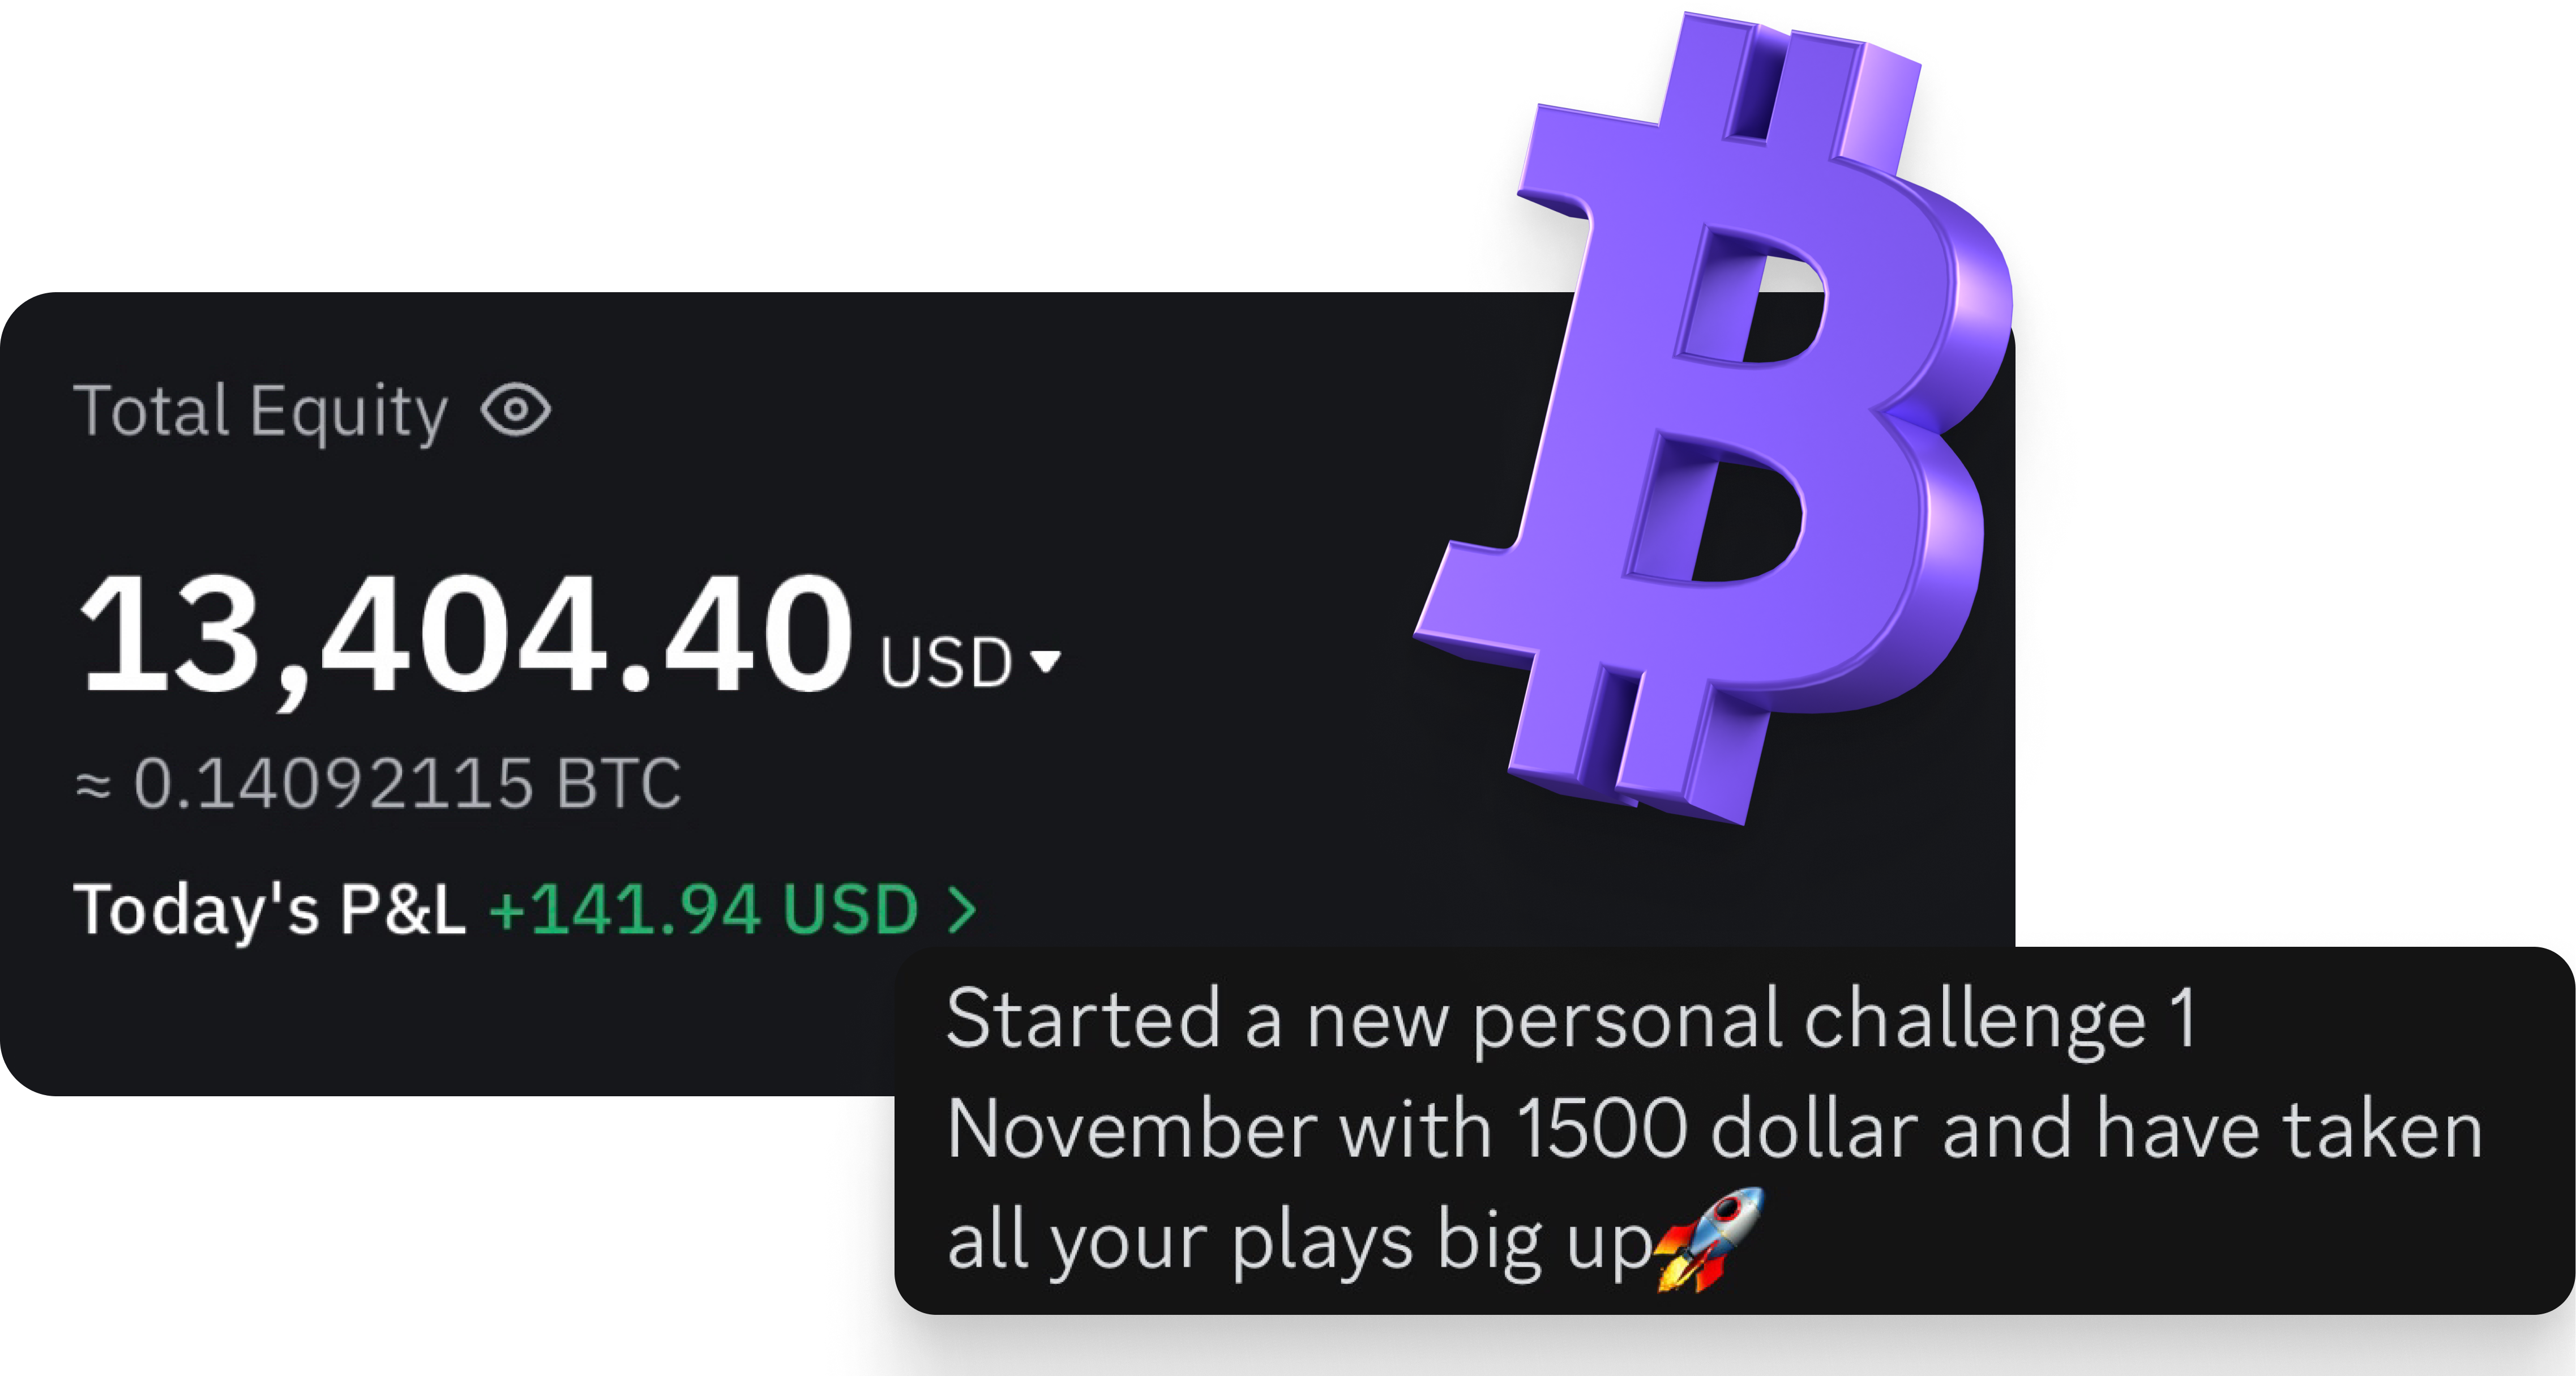 Total Equity
13,404.40 USD
≈ 0.14092115 BTC
Today's P&L +141.94 USD >
Started a new personal challenge 1
November with 1500 dollar and have taken
all your plays big up🚀